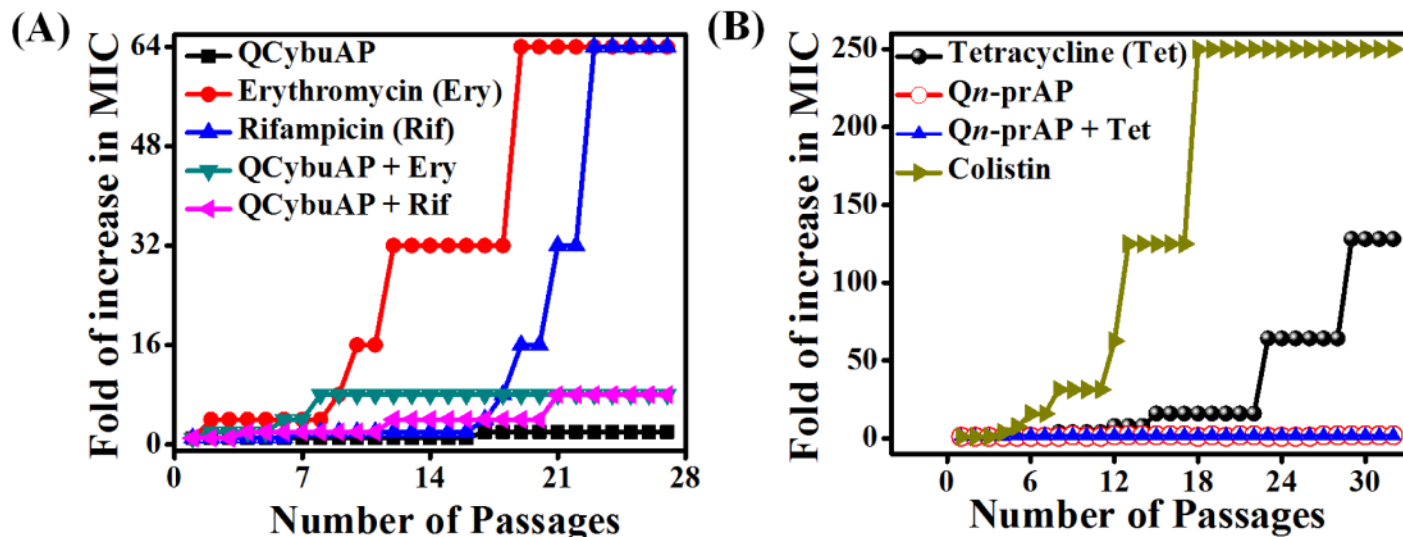 (A)
Fold of increase in MIC
64
48
32
16
0
QCybuAP
Erythromycin (Ery)
Rifampicin (Rif)
QCybuAP + Ery
QCybuAP + Rif
0 7 14 21 28
Number of Passages
(B)
Fold of increase in MIC
250
200
150
100
50
0
Tetracycline (Tet)
Qn-prAP
Qn-prAP + Tet
Colistin
0 6 12 18 24 30
Number of Passages